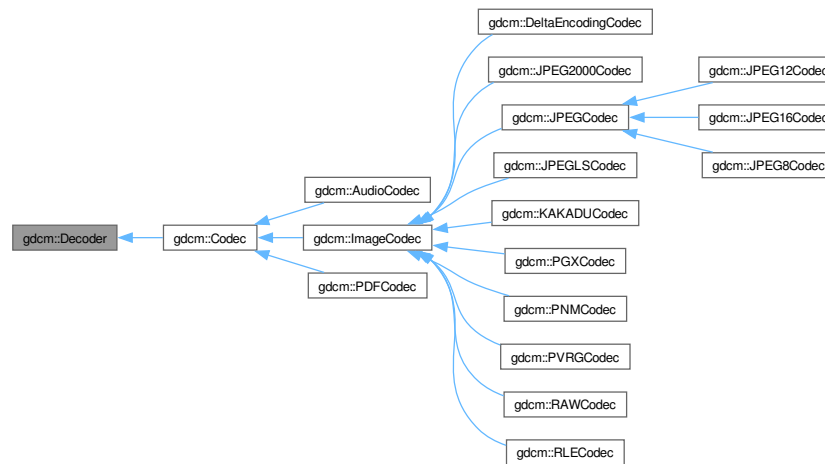 gdcm::DeltaEncodingCodec
gdcm::JPEG2000Codec
gdcm::JPEG12Codec
gdcm::JPEGCodec
gdcm::JPEG16Codec
gdcm::JPEGLSCodec
gdcm::JPEG8Codec
gdcm::AudioCodec
gdcm::KAKADUCodec
gdcm::Decoder
gdcm::Codec
gdcm::ImageCodec
gdcm::PGXCodec
gdcm::PDFCodec
gdcm::PNMCodec
gdcm::PVRGCodec
gdcm::RAWCodec
gdcm::RLECodec